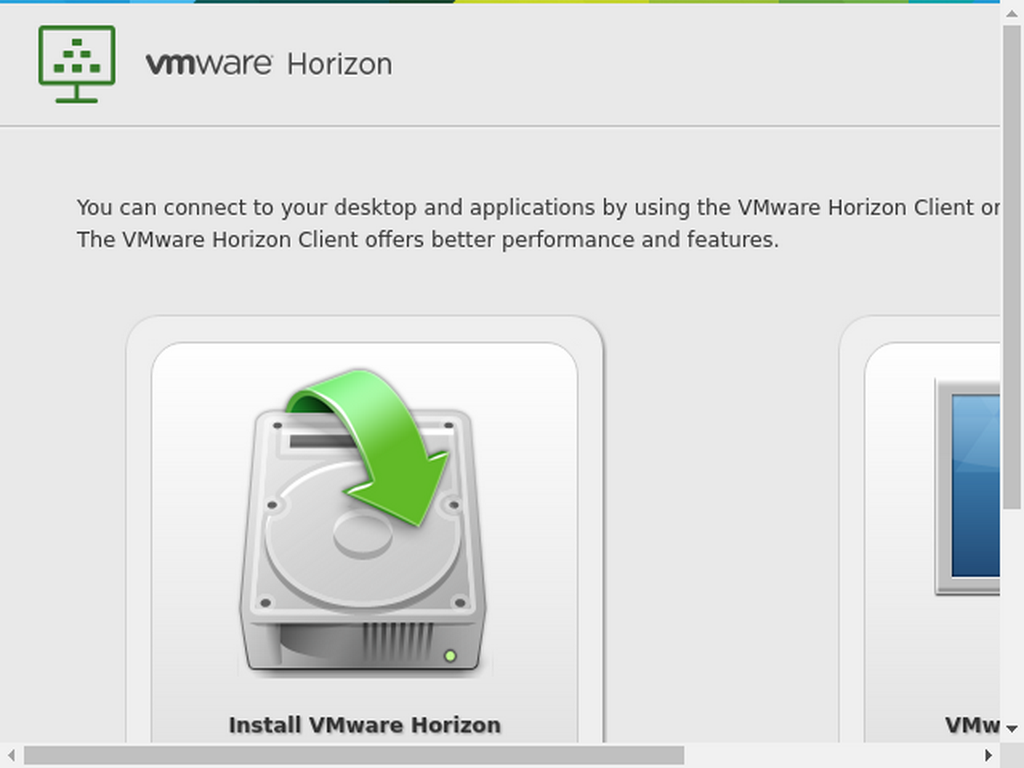 vmware Horizon
You can connect to your desktop and applications by using the VMware Horizon Client or
The VMware Horizon Client offers better performance and features.
Install VMware Horizon